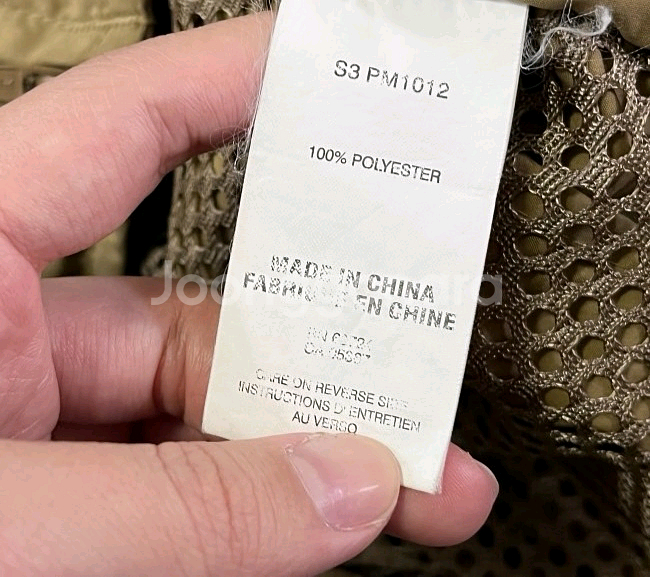 S3 PM1012
100% POLYESTER
MADE IN CHINA
FABRIQUÉ EN CHINE
CARE ON REVERSE SIDE
INSTRUCTIONS D'ENTRETIEN
AU VERSO